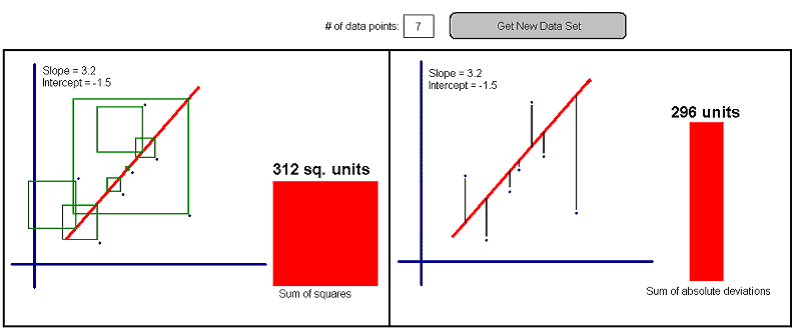 # of data points: 7 Get New Data Set
Slope = 3.2
Intercept = -1.5
312 sq. units
Sum of squares
Slope = 3.2
Intercept = -1.5
296 units
Sum of absolute deviations